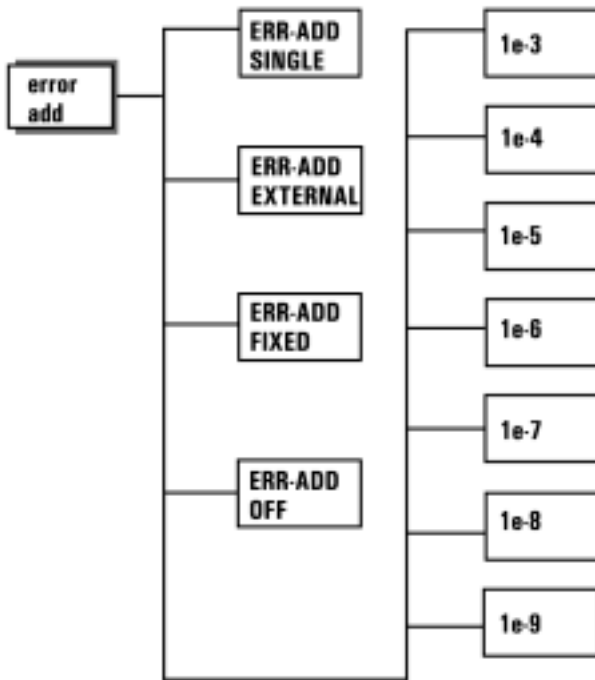 error
add
ERR-ADD
SINGLE
ERR-ADD
EXTERNAL
ERR-ADD
FIXED
ERR-ADD
OFF
1e-3
1e-4
1e-5
1e-6
1e-7
1e-8
1e-9